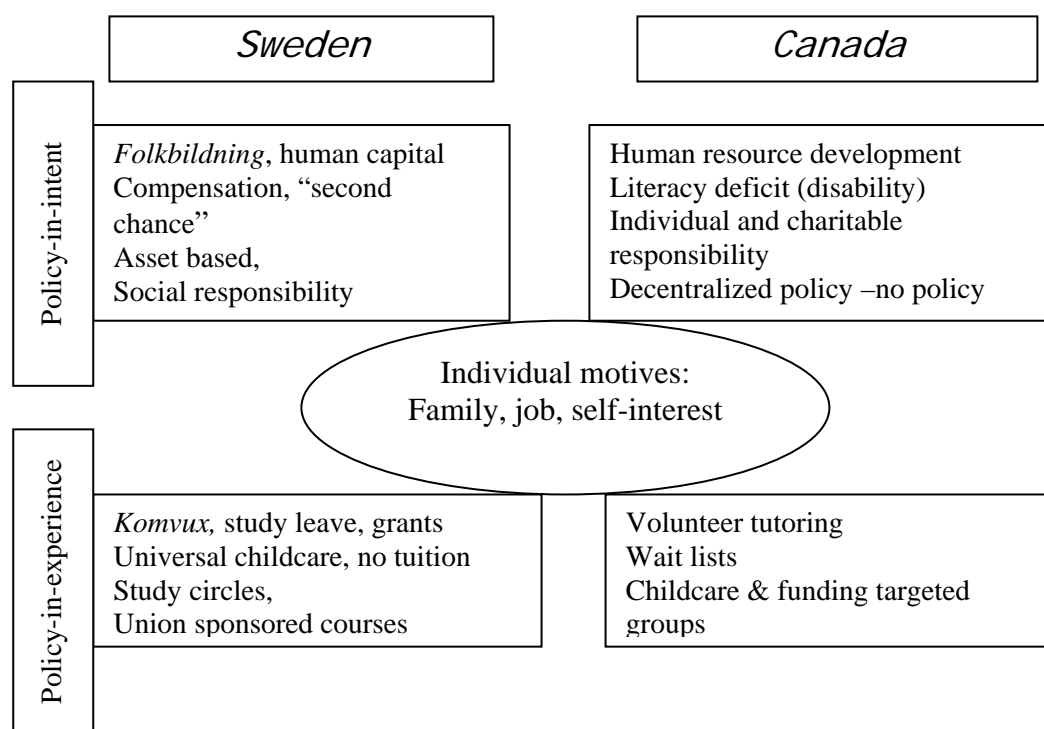 Sweden
Canada
Policy-in-intent
Folkbildning, human capital
Compensation, “second
chance”
Asset based,
Social responsibility
Human resource development
Literacy deficit (disability)
Individual and charitable
responsibility
Decentralized policy –no policy
Individual motives:
Family, job, self-interest
Policy-in-experience
Komvux, study leave, grants
Universal childcare, no tuition
Study circles,
Union sponsored courses
Volunteer tutoring
Wait lists
Childcare & funding targeted
groups